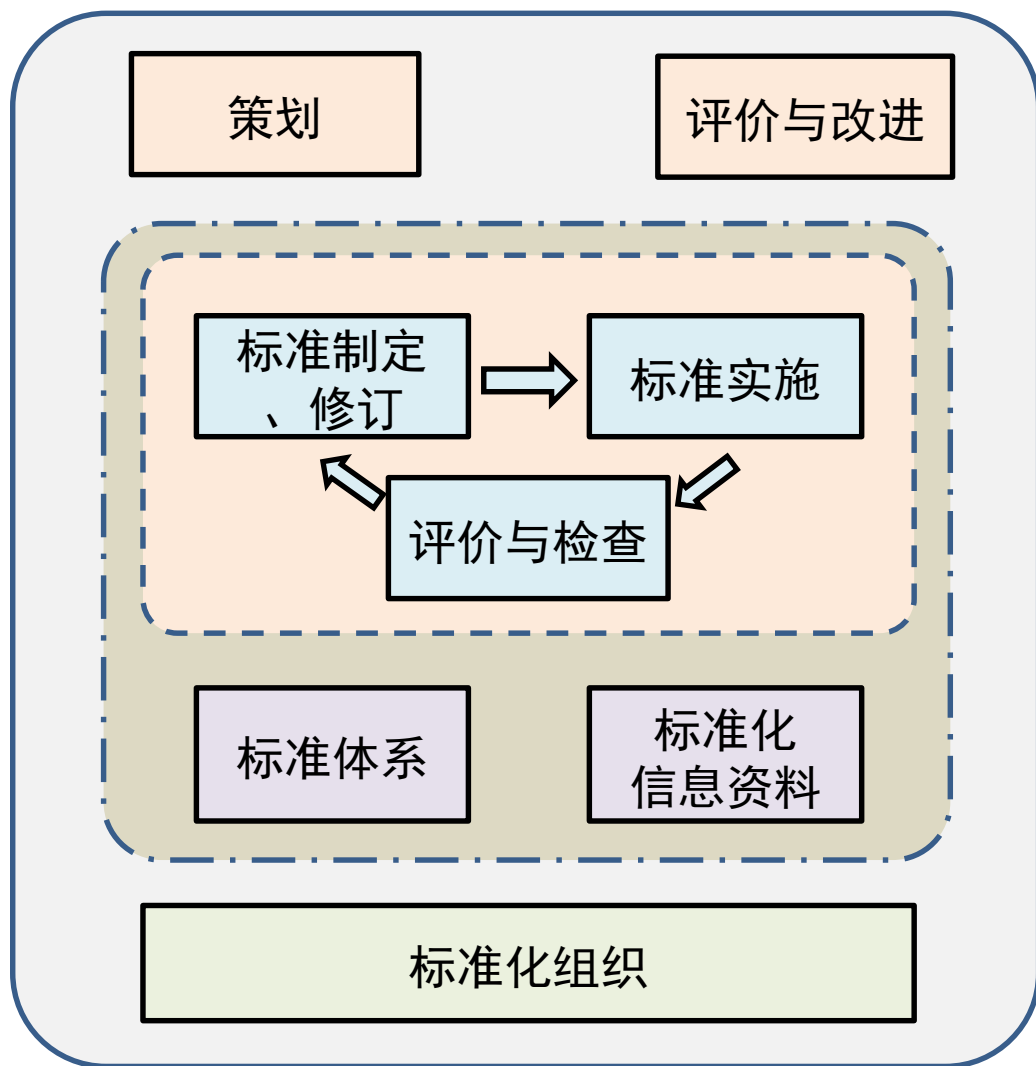 策划
评价与改进
标准制定
、修订
标准实施
评价与检查
标准体系
标准化
信息资料
标准化组织